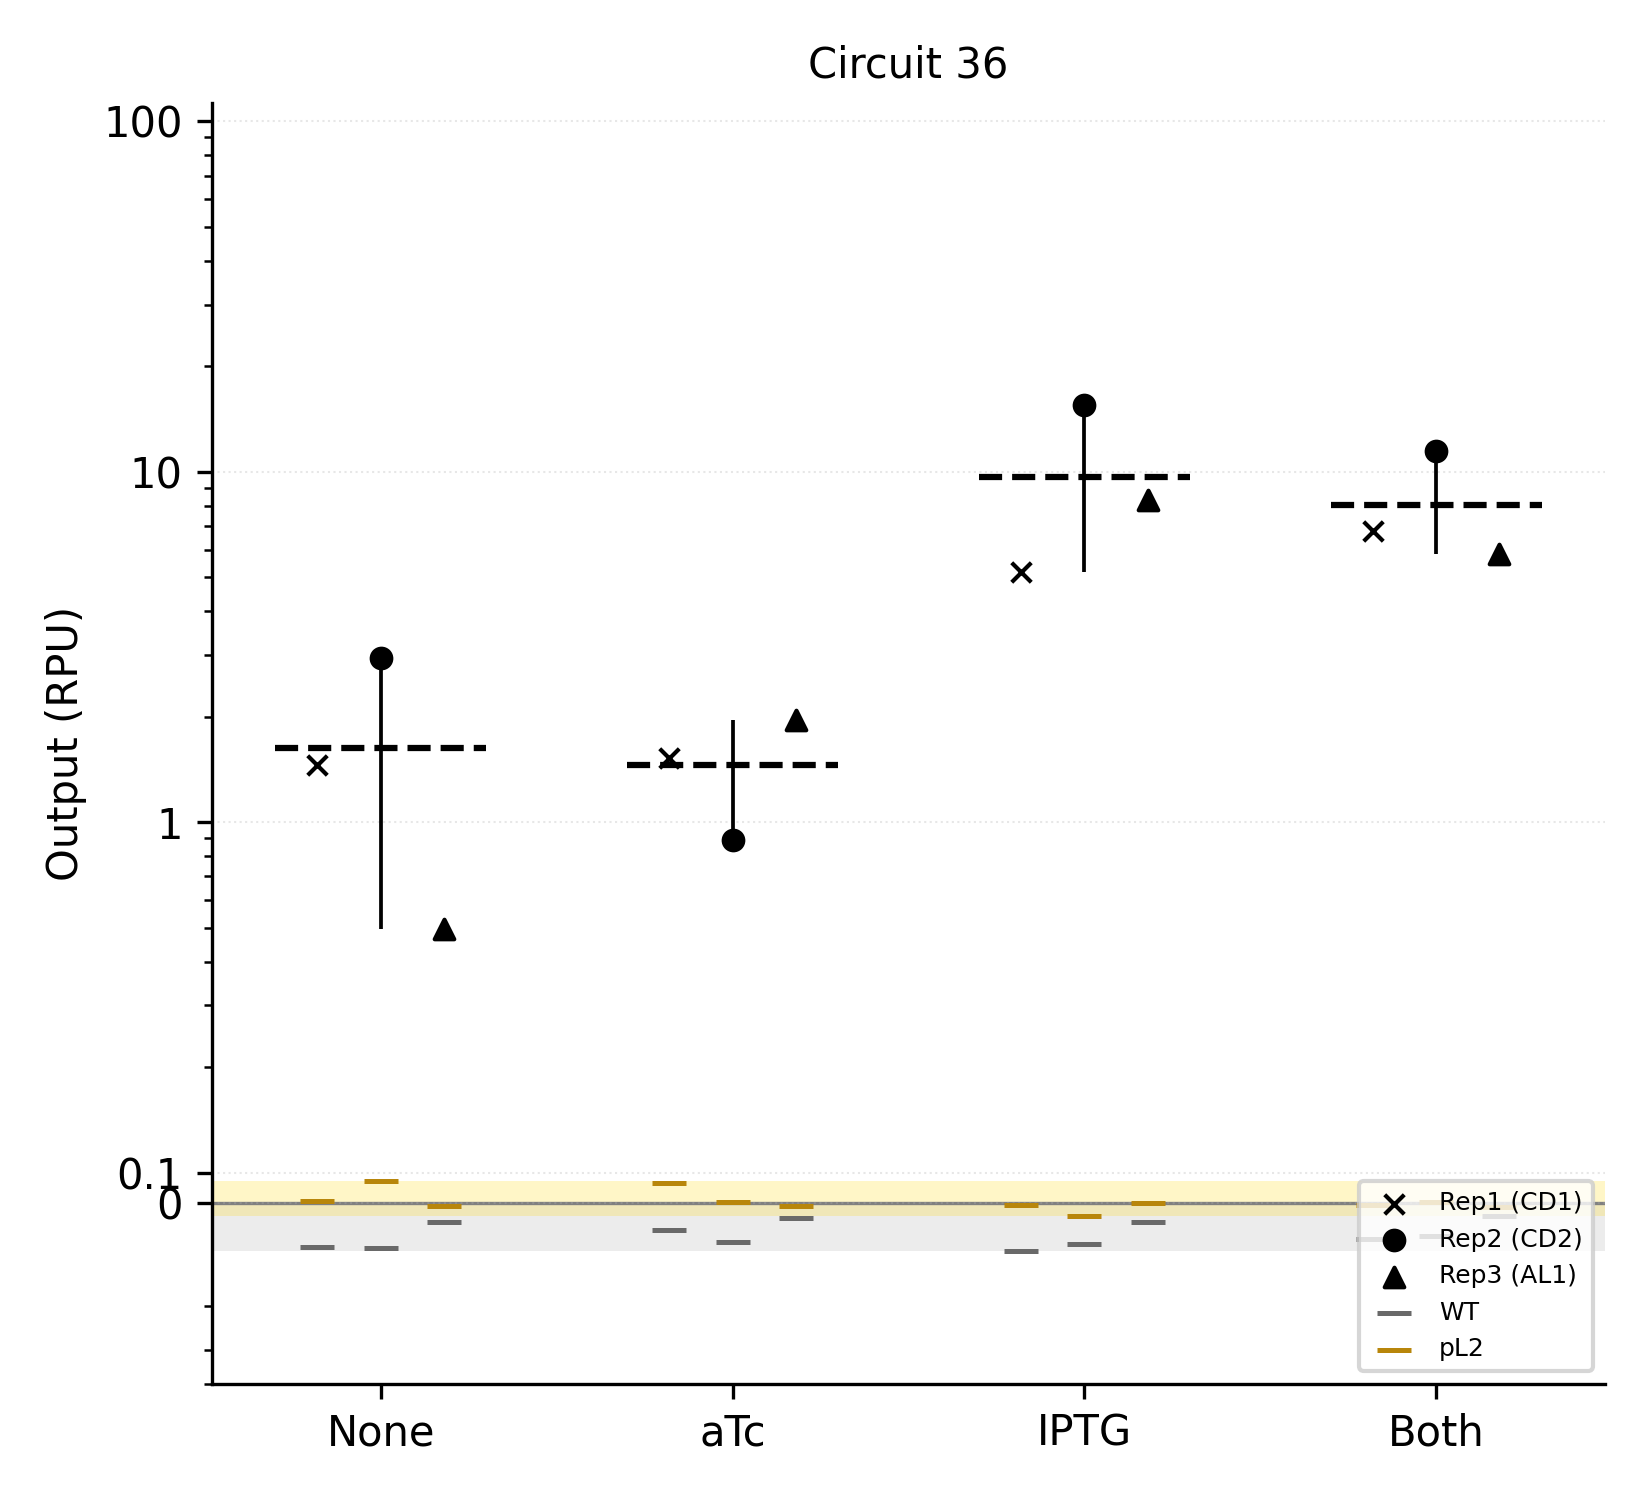 Circuit 36
100
10
1
0.1
0
Output (RPU)
None
aTc
IPTG
Both
Rep1 (CD1)
Rep2 (CD2)
Rep3 (AL1)
WT
pL2